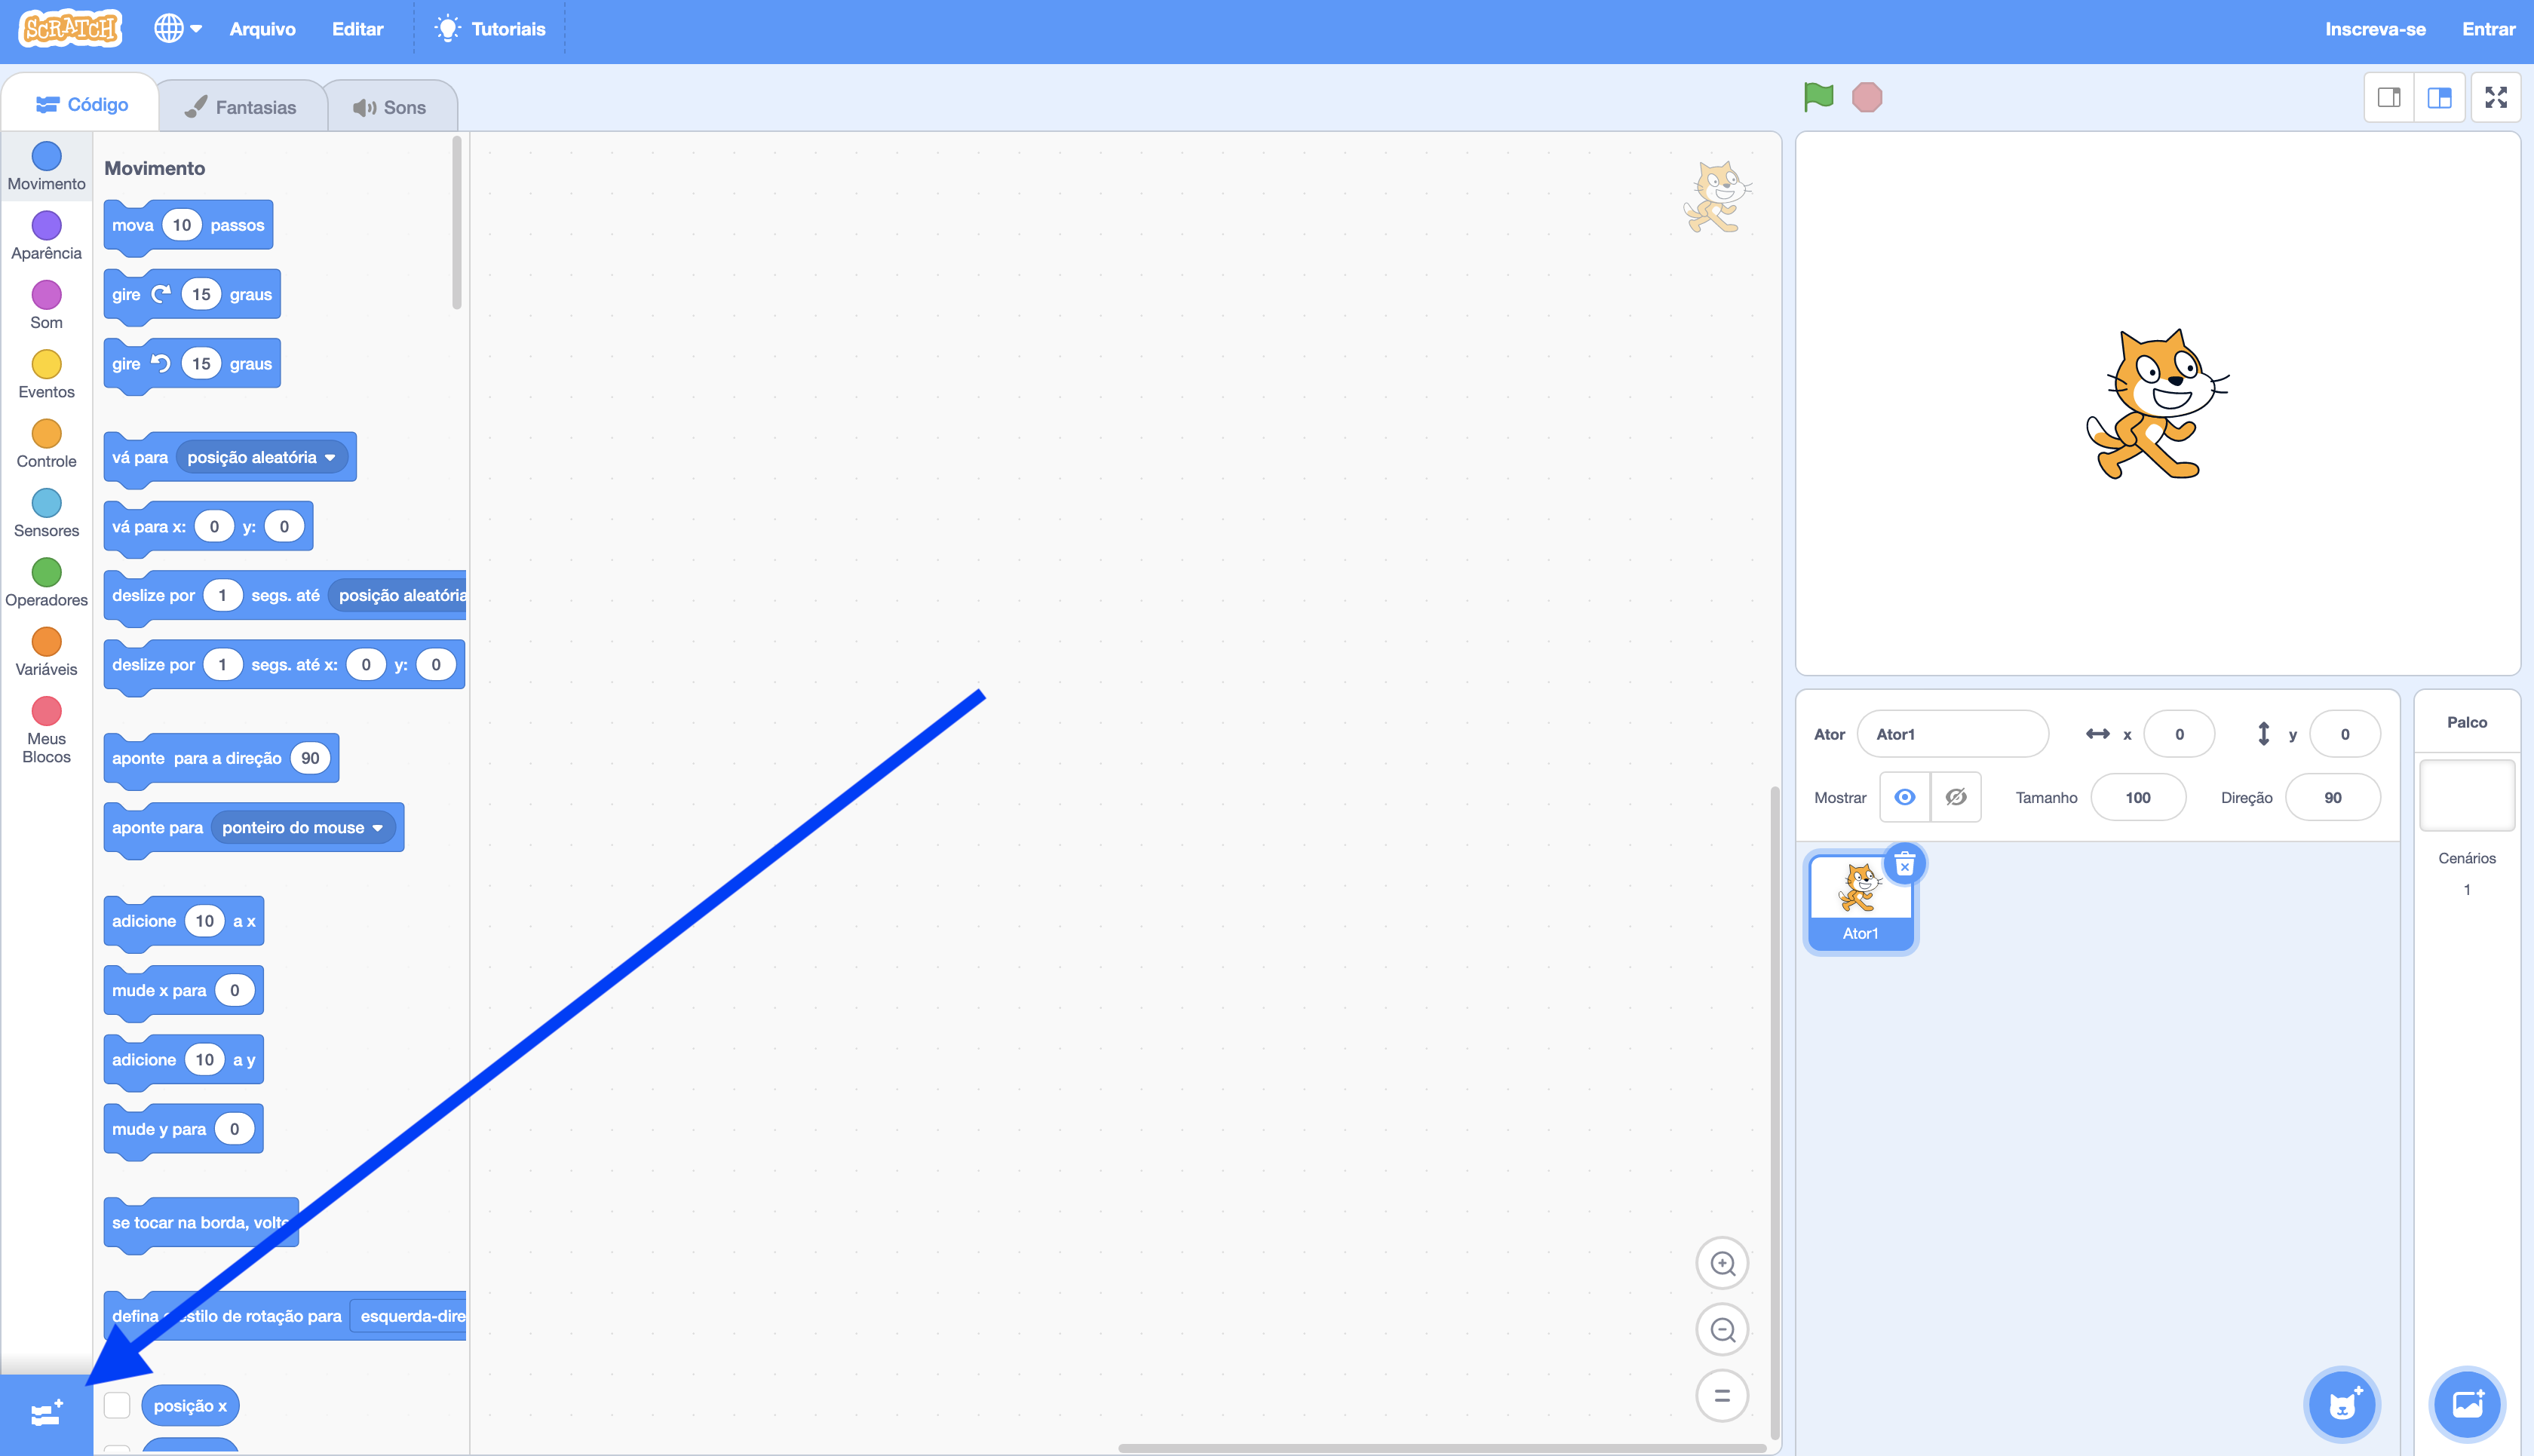 SCRATCH
Arquivo
Editar
Tutoriais
Inscreva-se
Entrar
Código
Fantasias
Sons
Movimento
Aparência
Som
Eventos
Controle
Sensores
Operadores
Variáveis
Meus
Blocos
Movimento
mova 10 passos
gire 15 graus
gire 15 graus
vá para posição aleatória
vá para x: 0 y: 0
deslize por 1 segs. até posição aleatória
deslize por 1 segs. até x: 0 y: 0
aponte para a direção 90
aponte para ponteiro do mouse
adicione 10 a x
mude x para 0
adicione 10 a y
mude y para 0
se tocar na borda, volte
defina estilo de rotação para esquerda-dire
posição x
Ator Ator1 x 0 y 0
Mostrar Tamanho 100 Direção 90
Ator1
Palco
Cenários
1